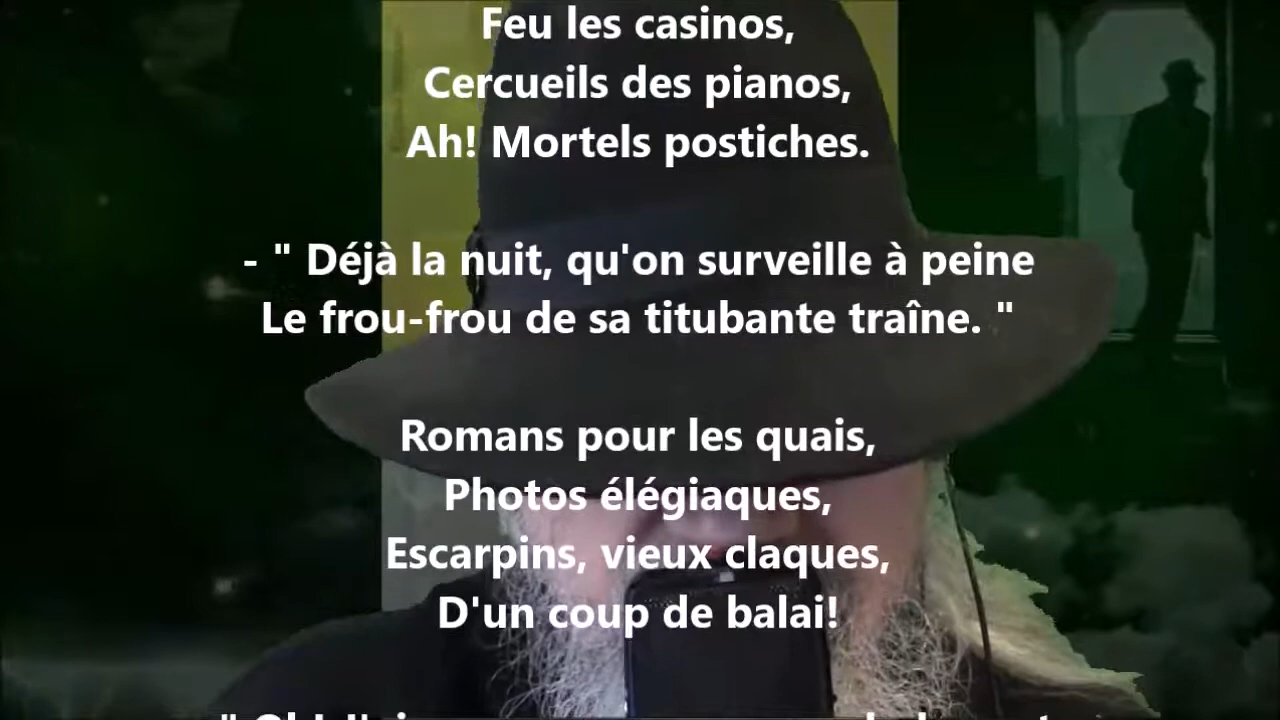 Feu les casinos,
Cercueils des pianos,
Ah! Mortels postiches.
- " Déjà la nuit, qu'on surveille à peine
Le frou-frou de sa titubante traîne. "
Romans pour les quais,
Photos élégiaques,
Escarpins, vieux claques,
D'un coup de balai!